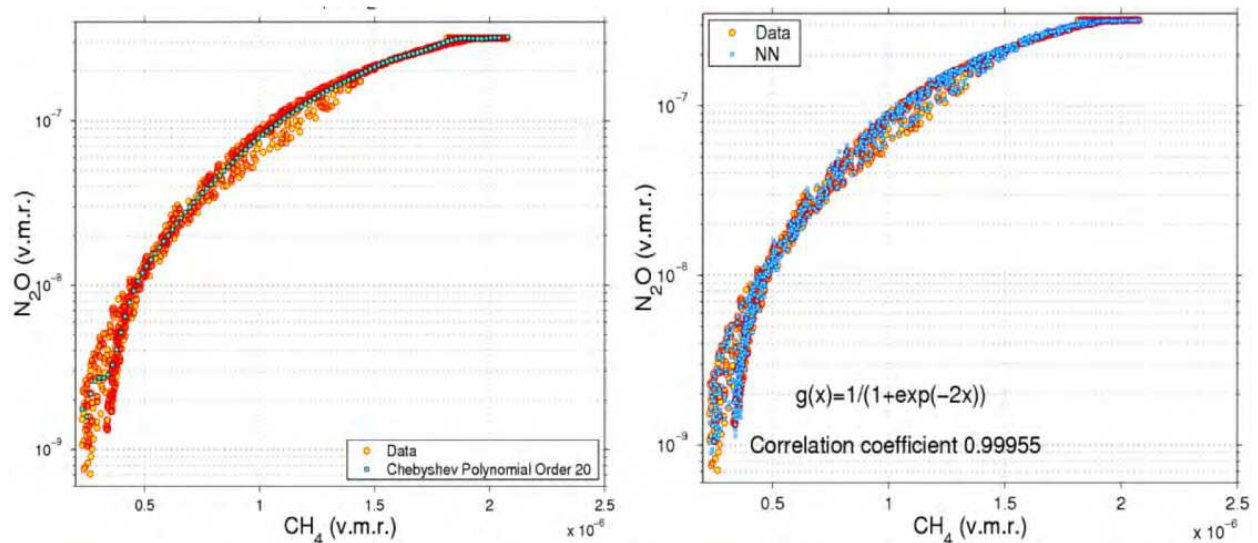 10⁻⁷
10⁻⁸
10⁻⁹
N₂O (v.m.r.)
Data
Chebyshev Polynomial Order 20
0.5 1 1.5 2 2.5
CH₄ (v.m.r.)
x 10⁻⁶
Data
NN
10⁻⁷
10⁻⁸
10⁻⁹
N₂O (v.m.r.)
g(x)=1/(1+exp(−2x))
Correlation coefficient 0.99955
0.5 1 1.5 2 2.5
CH₄ (v.m.r.)
x 10⁻⁶